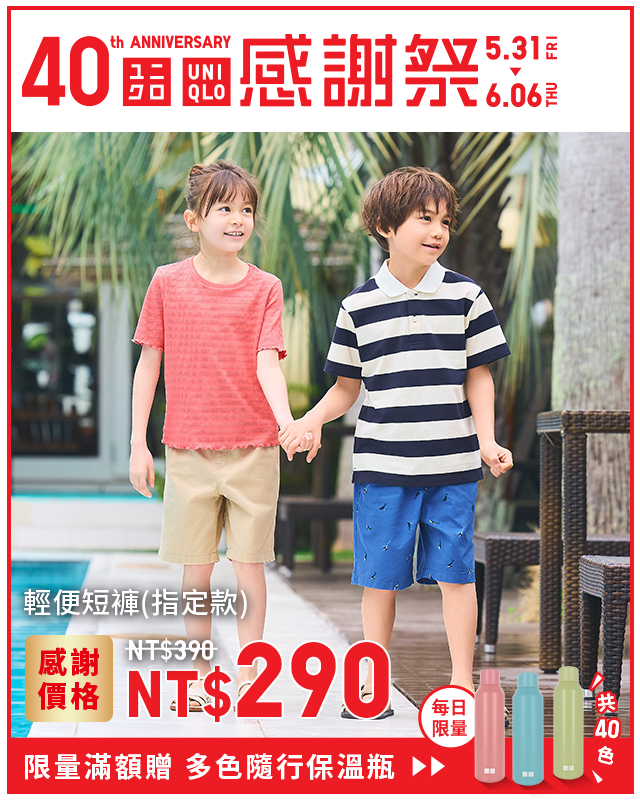 40th ANNIVERSARY
ユニクロ
UNIQLO
感謝祭
5.31 FRI
▼
6.06 THU
輕便短褲(指定款)
感謝價格
NT$390
NT$290
每日限量
共40色
限量滿額贈 多色隨行保溫瓶 ▶▶